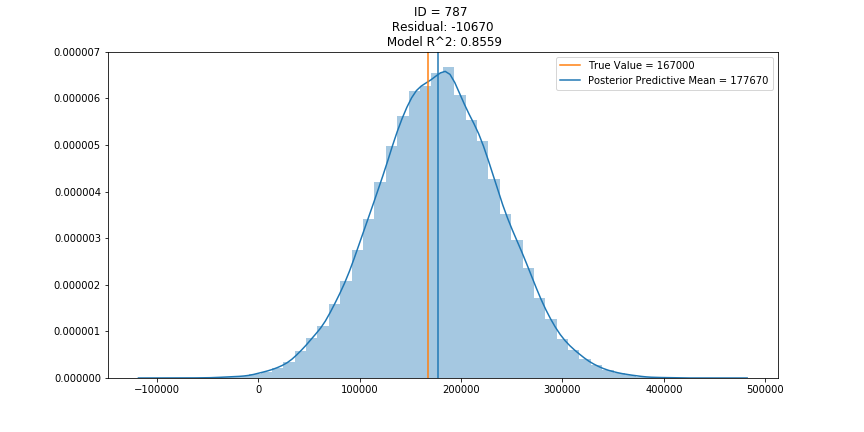 ID = 787
Residual: -10670
Model R^2: 0.8559
True Value = 167000
Posterior Predictive Mean = 177670
0.000007
0.000006
0.000005
0.000004
0.000003
0.000002
0.000001
0.000000
−100000 0 100000 200000 300000 400000 500000